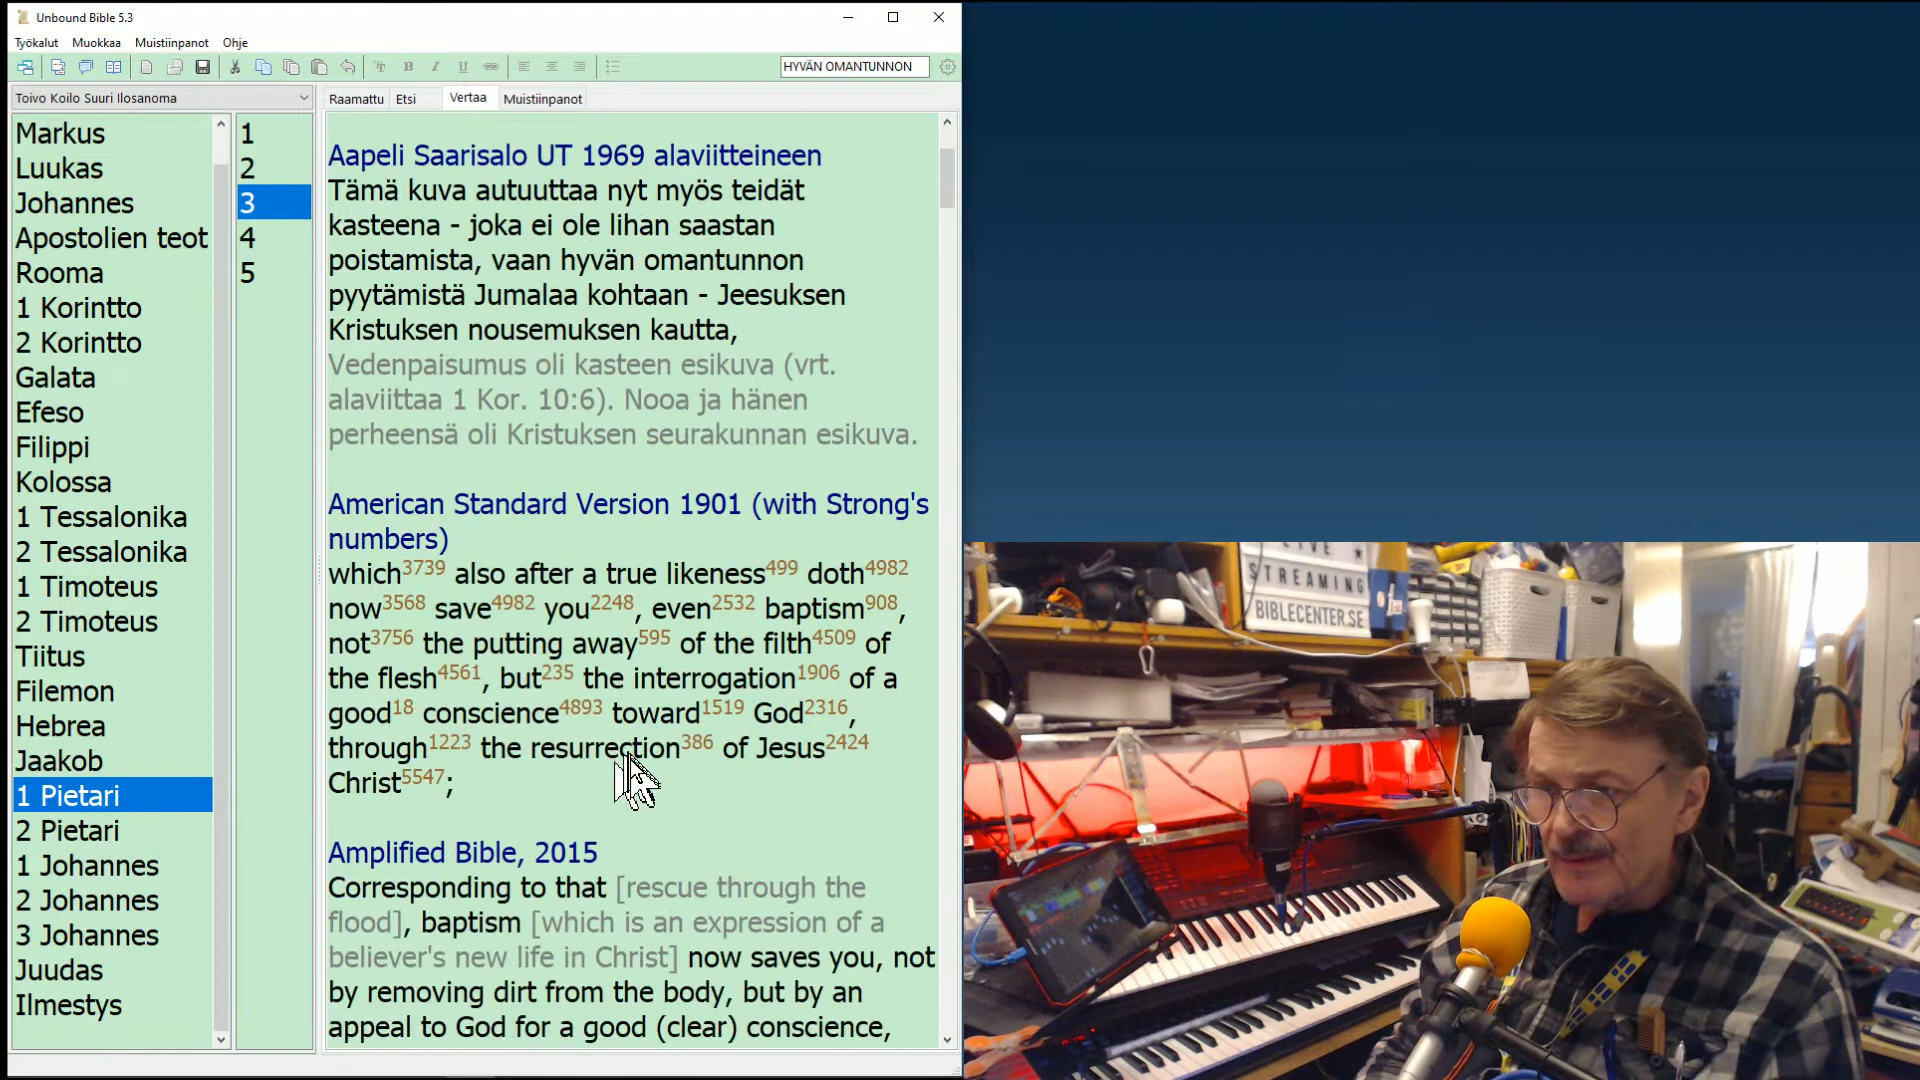 Unbound Bible 5.3
Työkalut Muokkaa Muistiinpanot Ohje
HYVÄN OMANTUNNON
Toivo Koilo Suuri Ilosanoma
Raamattu Etsi Vertaa Muistiinpanot
Markus
Luukas
Johannes
Apostolien teot
Rooma
1 Korintto
2 Korintto
Galata
Efeso
Filippi
Kolossa
1 Tessalonika
2 Tessalonika
1 Timoteus
2 Timoteus
Tiitus
Filemon
Hebrea
Jaakob
1 Pietari
2 Pietari
1 Johannes
2 Johannes
3 Johannes
Juudas
Ilmestys
1
2
3
4
5
Aapeli Saarisalo UT 1969 alaviitteineen
Tämä kuva autuuttaa nyt myös teidät
kasteena - joka ei ole lihan saastan
poistamista, vaan hyvän omantunnon
pyytämistä Jumalaa kohtaan - Jeesuksen
Kristuksen nousemuksen kautta,
Vedenpaisumus oli kasteen esikuva (vrt.
alaviittaa 1 Kor. 10:6). Nooa ja hänen
perheensä oli Kristuksen seurakunnan esikuva.
American Standard Version 1901 (with Strong's
numbers)
which3739 also after a true likeness499 doth4982
now3568 save4982 you2248, even2532 baptism908,
not3756 the putting away595 of the filth4509 of
the flesh4561, but235 the interrogation1906 of a
good18 conscience4893 toward1519 God2316,
through1223 the resurrection386 of Jesus2424
Christ5547;
Amplified Bible, 2015
Corresponding to that [rescue through the
flood], baptism [which is an expression of a
believer's new life in Christ] now saves you, not
by removing dirt from the body, but by an
appeal to God for a good (clear) conscience,
LIVE
STREAMING
BIBLECENTER.SE